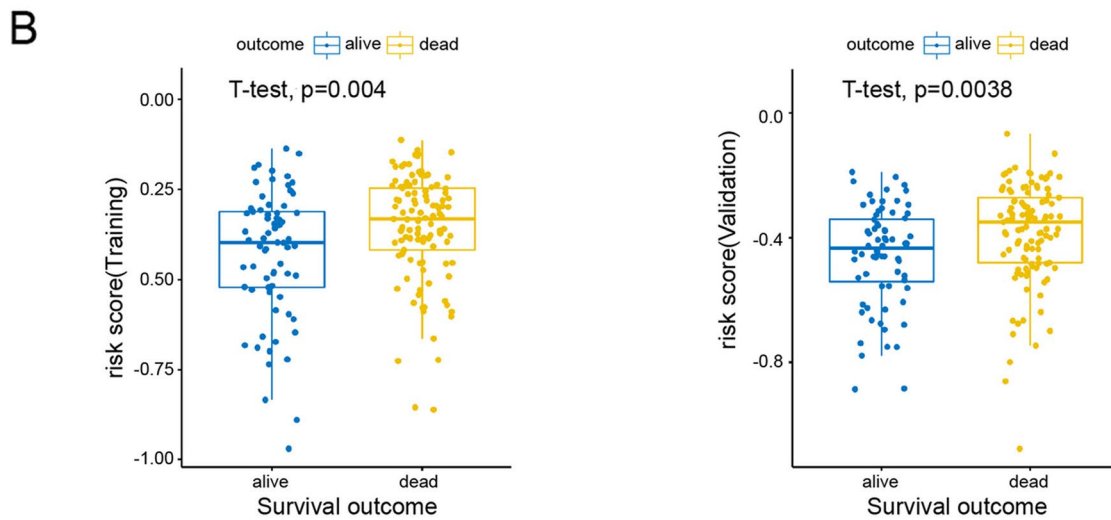 B
outcome alive dead
T-test, p=0.004
risk score(Training)
0.00
0.25
0.50
-0.75
-1.00
alive dead
Survival outcome
outcome alive dead
T-test, p=0.0038
risk score(Validation)
0.0
-0.4
-0.8
alive dead
Survival outcome